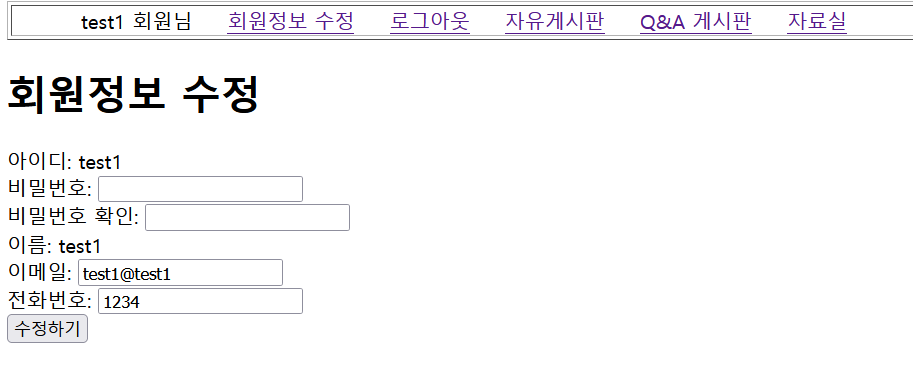 test1 회원님 회원정보 수정 로그아웃 자유게시판 Q&A 게시판 자료실
회원정보 수정
아이디: test1
비밀번호:
비밀번호 확인:
이름: test1
이메일: test1@test1
전화번호: 1234
수정하기